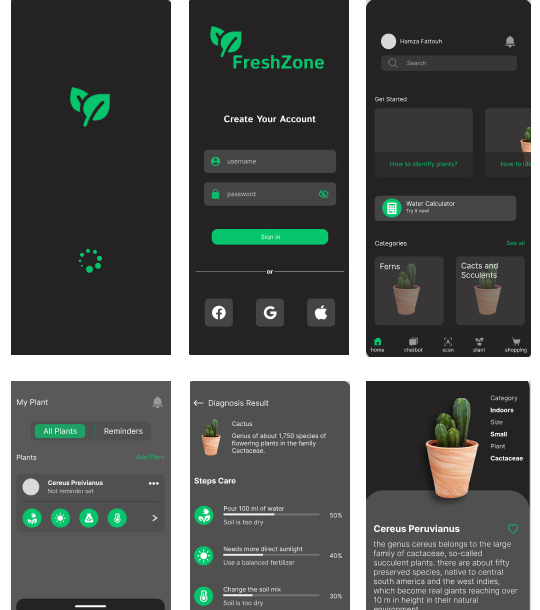 FreshZone
Create Your Account
username
password
Sign in
or
Hamza Fattouh
Search
Get Started
How to identify plants?
How to ide
Water Calculator
Try it now!
Categories
See all
Ferns
Cacts and
Scculents
home
chatbot
scan
plant
shopping
My Plant
All Plants
Reminders
Plants
Add Plant
Cereus Preivianus
Not reminder set
Diagnosis Result
Cactus
Genus of about 1,750 species of
flowering plants in the family
Cactaceae.
Steps Care
Pour 100 ml of water
50%
Soil is too dry
Needs more direct sunlight
40%
Use a balanced fertilizer
Change the soil mix
30%
Soil is too dry
Category
Indoors
Size
Small
Plant
Cactaceae
Cereus Peruvianus
the genus cereus belongs to the large
family of cactaceae, so-called
succulent plants. there are about fifty
preserved species, native to central
south america and the west indies,
which become real giants reaching over
10 m in height in their natural
environment